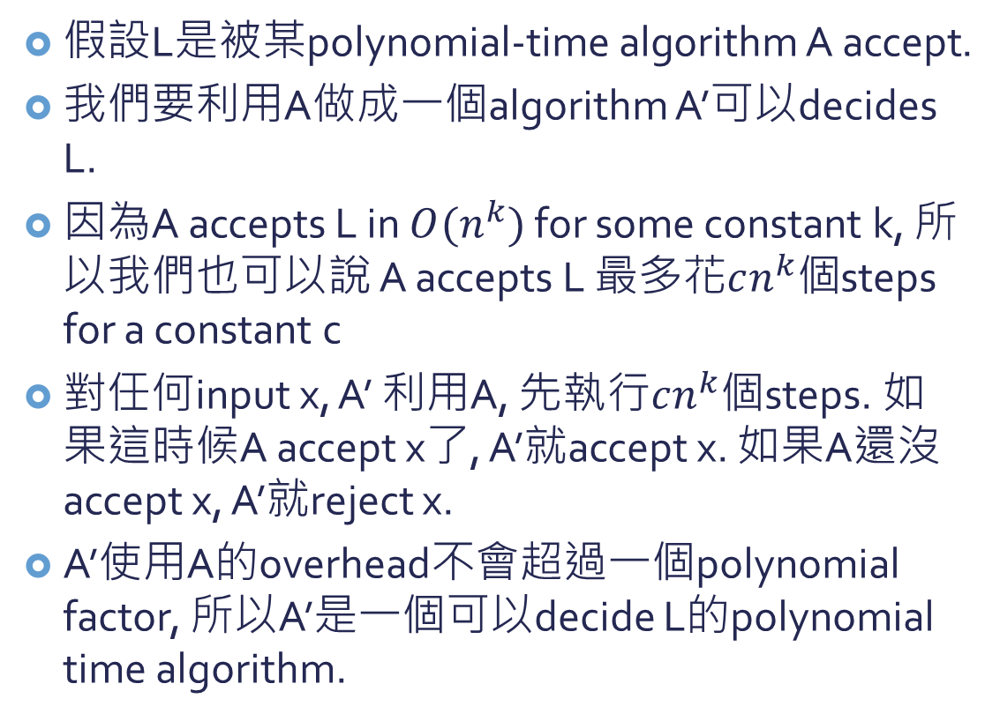 假設L是被某polynomial-time algorithm A accept.
我們要利用A做成一個algorithm A’可以decides
L.
因為A accepts L in 𝑂(𝑛^𝑘) for some constant k, 所
以我們也可以說 A accepts L 最多花𝑐𝑛^𝑘個steps
for a constant c
對任何input x, A’ 利用A, 先執行𝑐𝑛^𝑘個steps. 如
果這時候A accept x了, A’就accept x. 如果A還沒
accept x, A’就reject x.
A’使用A的overhead不會超過一個polynomial
factor, 所以A’是一個可以decide L的polynomial
time algorithm.